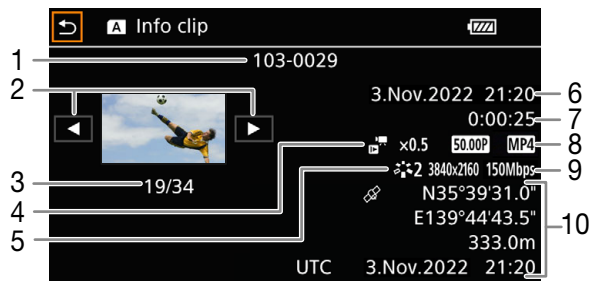 A Info clip
1 103-0029
2
3.Nov.2022 21:20 6
0:00:25 7
4 ×0.5 50.00P MP4 8
3 19/34
5 2 3840x2160 150Mbps 9
N35°39'31.0"
E139°44'43.5" 10
333.0m
UTC 3.Nov.2022 21:20